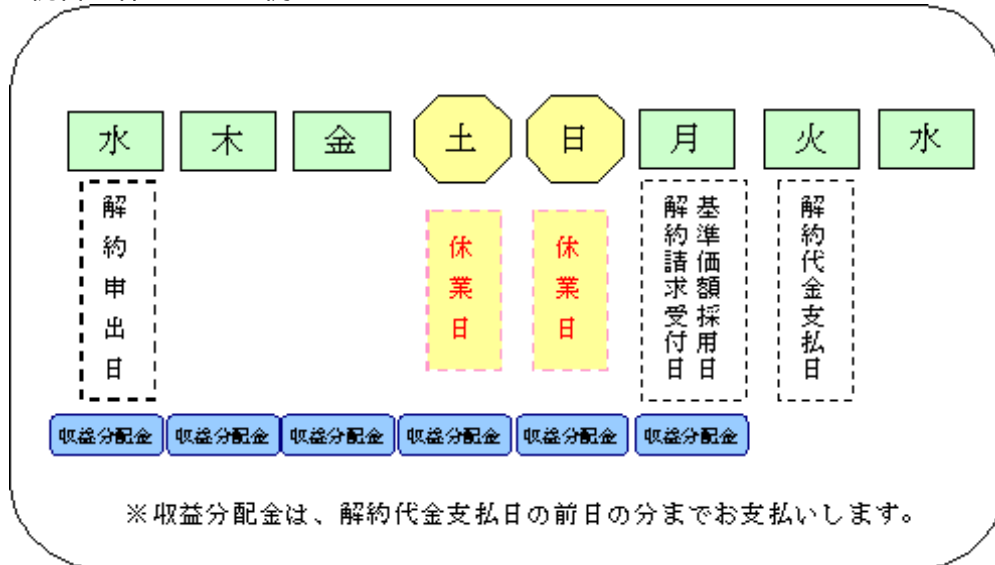 水 木 金 土 日 月 火 水
解約申出日
休業日
休業日
基準価額採用日
解約請求受付日
解約代金支払日
収益分配金 収益分配金 収益分配金 収益分配金 収益分配金 収益分配金
※収益分配金は、解約代金支払日の前日の分までお支払いします。